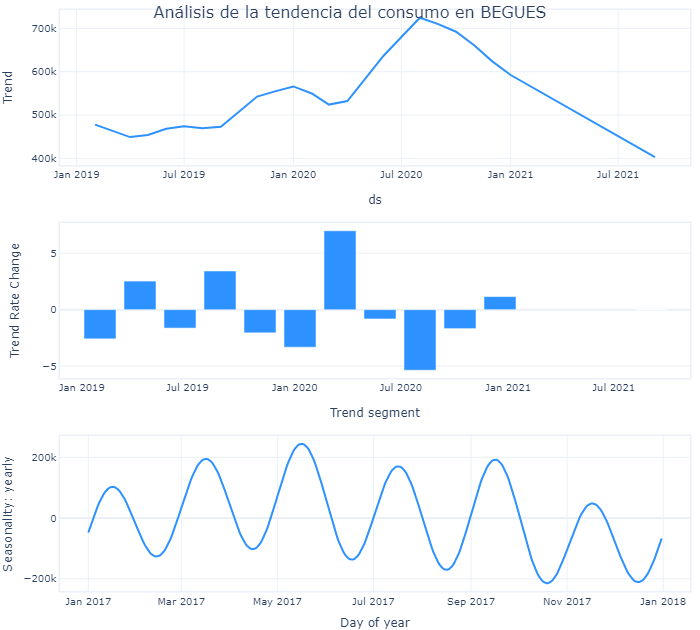 Análisis de la tendencia del consumo en BEGUES
700k
600k
500k
400k
Trend
Jan 2019 Jul 2019 Jan 2020 Jul 2020 Jan 2021 Jul 2021
ds
5
0
−5
Trend Rate Change
Jan 2019 Jul 2019 Jan 2020 Jul 2020 Jan 2021 Jul 2021
Trend segment
200k
0
−200k
Seasonality: yearly
Jan 2017 Mar 2017 May 2017 Jul 2017 Sep 2017 Nov 2017 Jan 2018
Day of year